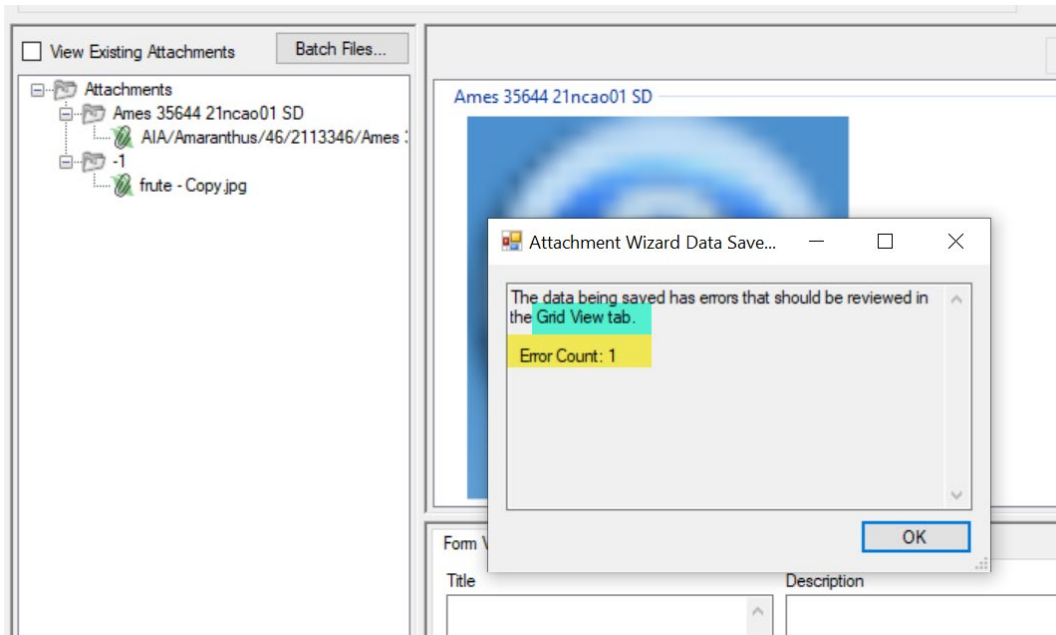 View Existing Attachments
Batch Files...
Attachments
Ames 35644 21ncao01 SD
AIA/Amaranthus/46/2113346/Ames
-1
frute - Copy.jpg
Ames 35644 21ncao01 SD
Attachment Wizard Data Save...
The data being saved has errors that should be reviewed in
the Grid View tab.
Error Count: 1
OK
Form
Title
Description